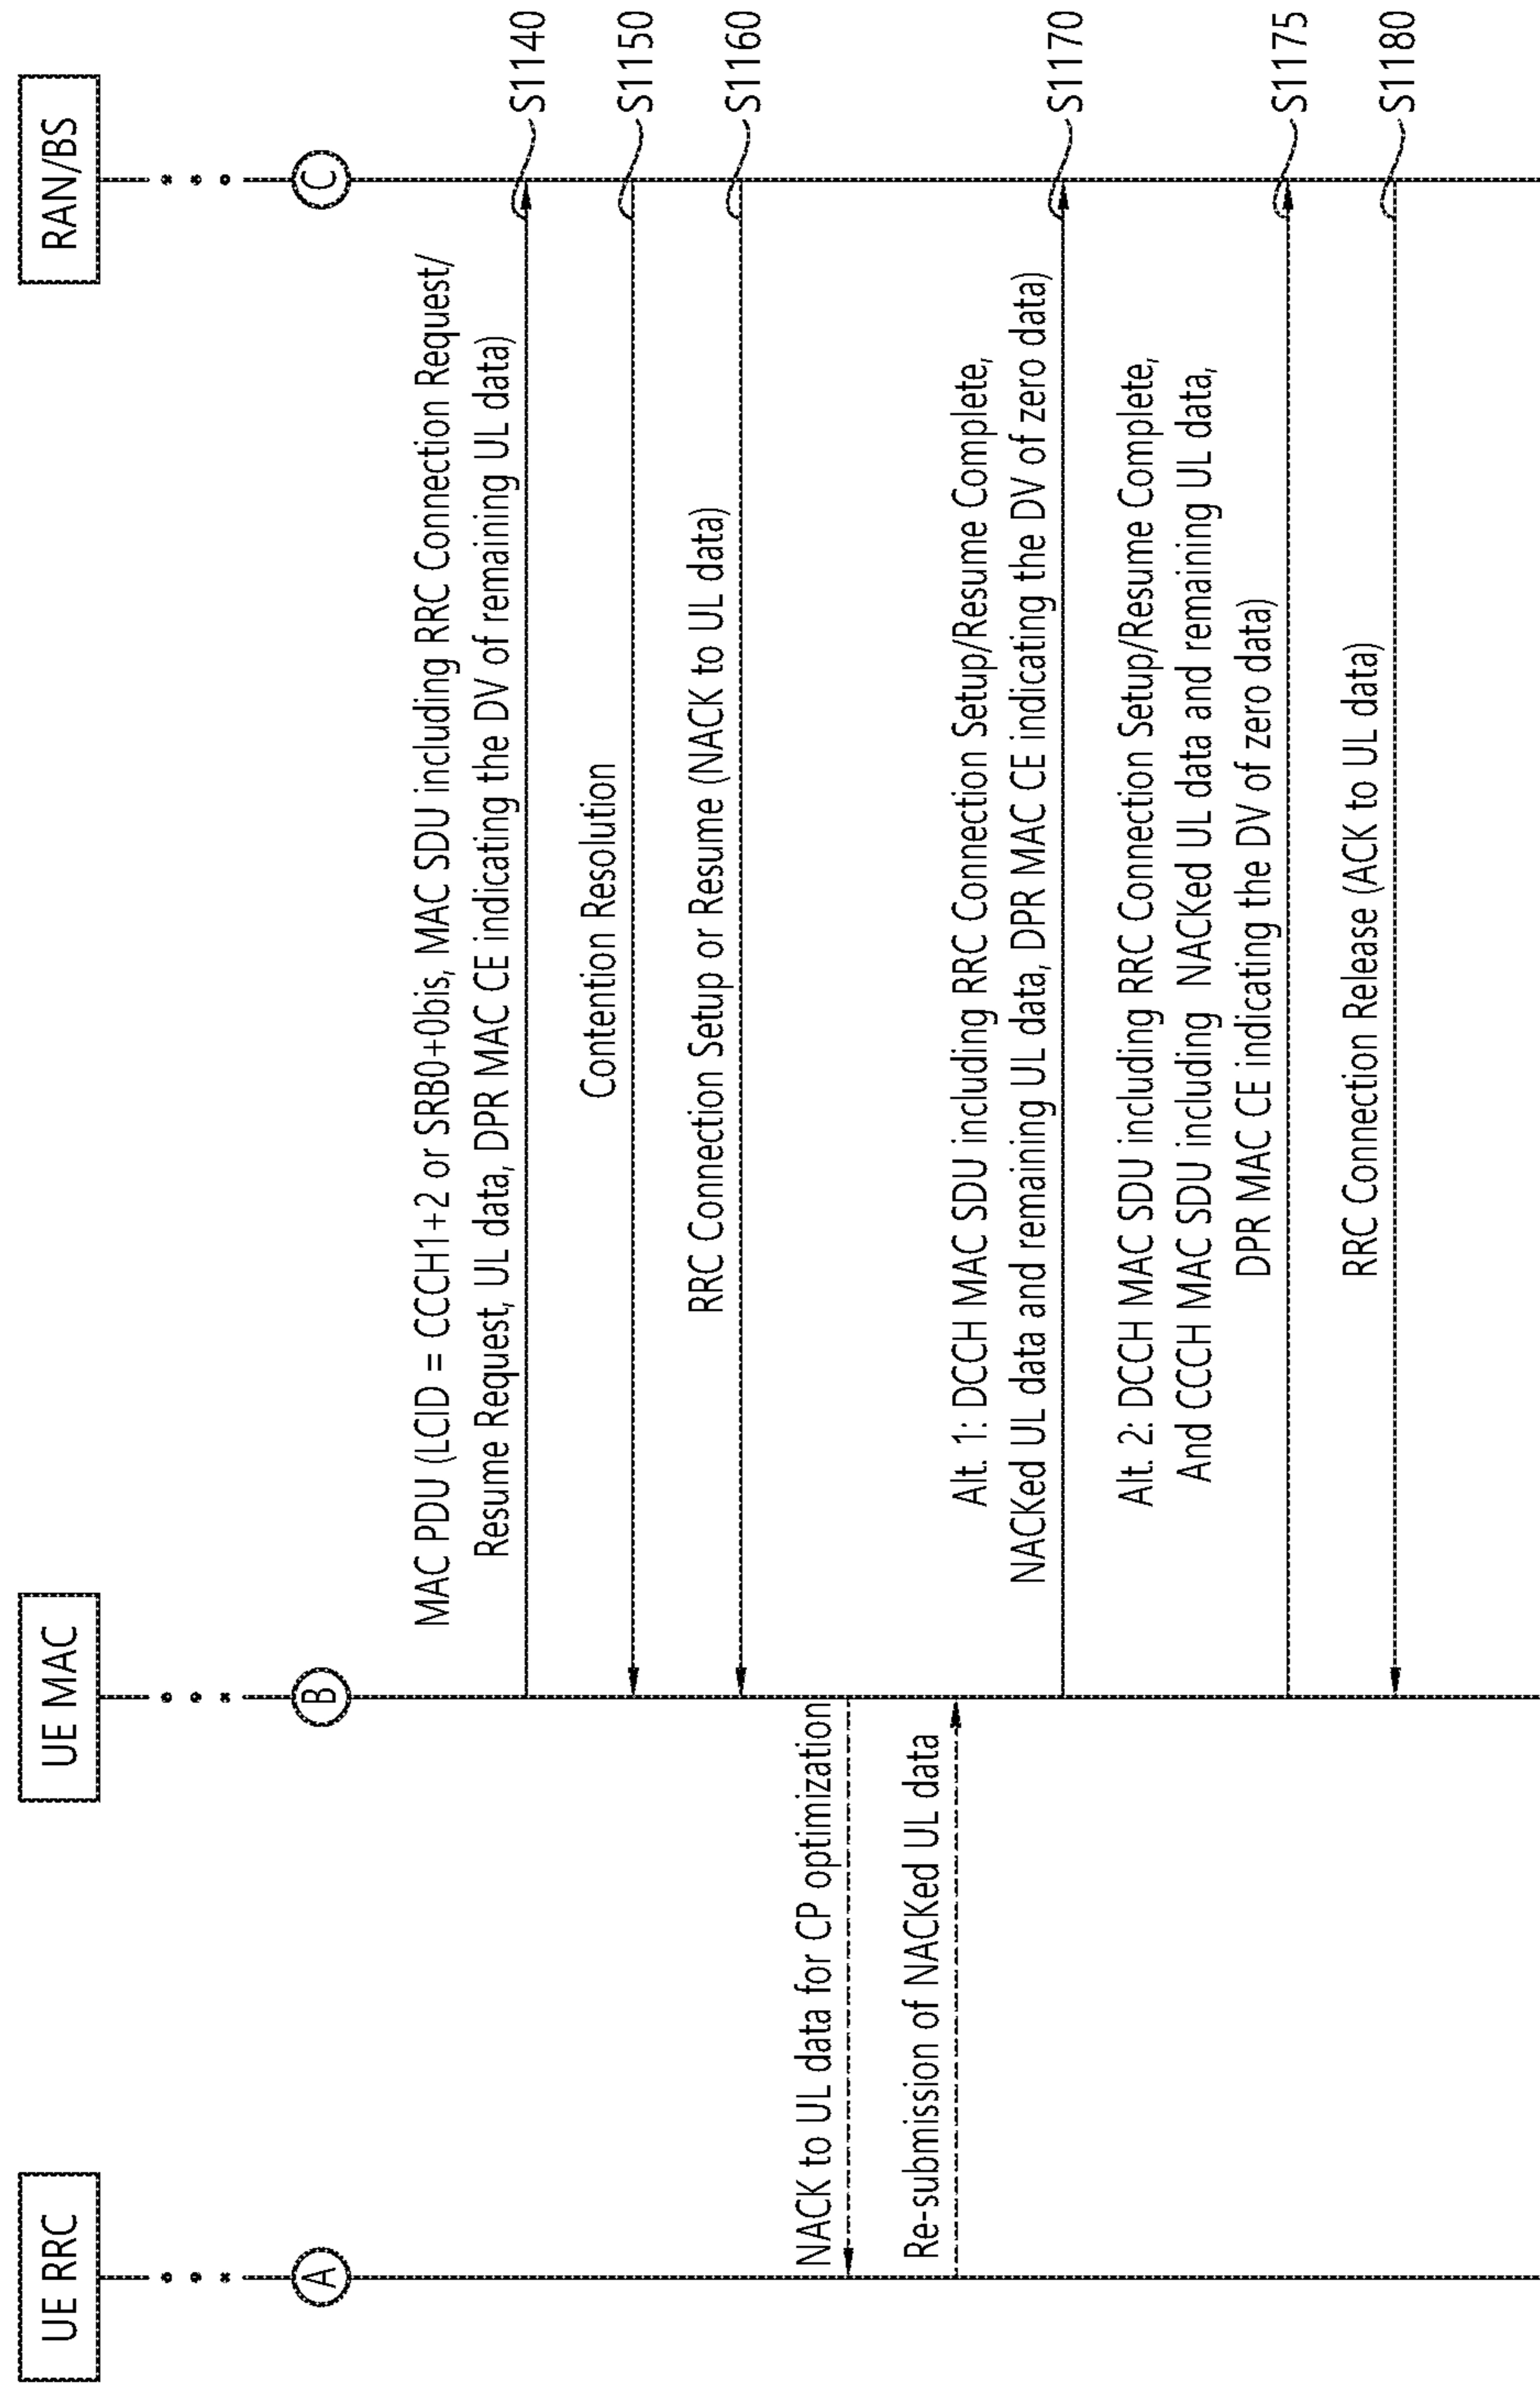 UE RRC
UE MAC
RAN/BS
A
B
C
MAC PDU (LCID = CCCH1+2 or SRB0+0bis, MAC SDU including RRC Connection Request/
Resume Request, UL data, DPR MAC CE indicating the DV of remaining UL data)
S1140
Contention Resolution
S1150
RRC Connection Setup or Resume (NACK to UL data)
S1160
NACK to UL data for CP optimization
Re-submission of NACKed UL data
Alt. 1: DCCH MAC SDU including RRC Connection Setup/Resume Complete,
NACKed UL data and remaining UL data, DPR MAC CE indicating the DV of zero data)
S1170
Alt. 2: DCCH MAC SDU including RRC Connection Setup/Resume Complete,
And CCCH MAC SDU including NACKed UL data and remaining UL data,
DPR MAC CE indicating the DV of zero data)
S1175
RRC Connection Release (ACK to UL data)
S1180